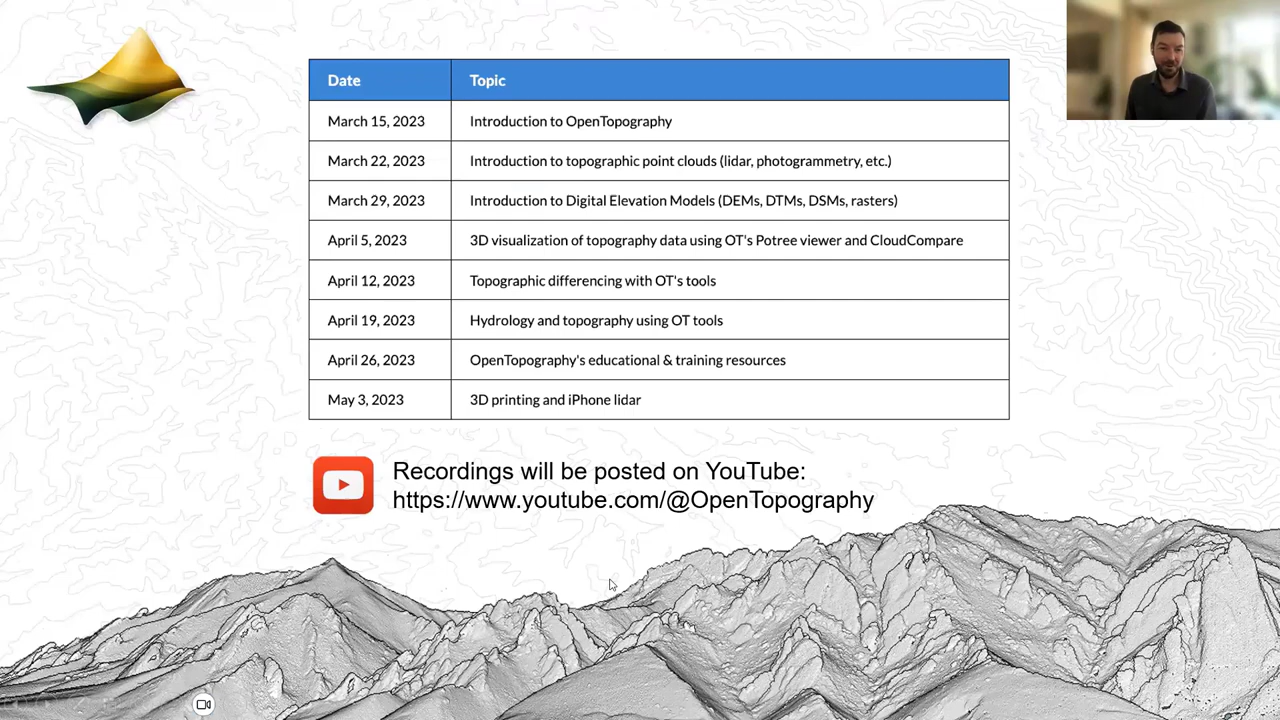 Date Topic
March 15, 2023 Introduction to OpenTopography
March 22, 2023 Introduction to topographic point clouds (lidar, photogrammetry, etc.)
March 29, 2023 Introduction to Digital Elevation Models (DEMs, DTMs, DSMs, rasters)
April 5, 2023 3D visualization of topography data using OT's Potree viewer and CloudCompare
April 12, 2023 Topographic differencing with OT's tools
April 19, 2023 Hydrology and topography using OT tools
April 26, 2023 OpenTopography's educational & training resources
May 3, 2023 3D printing and iPhone lidar
Recordings will be posted on YouTube:
https://www.youtube.com/@OpenTopography